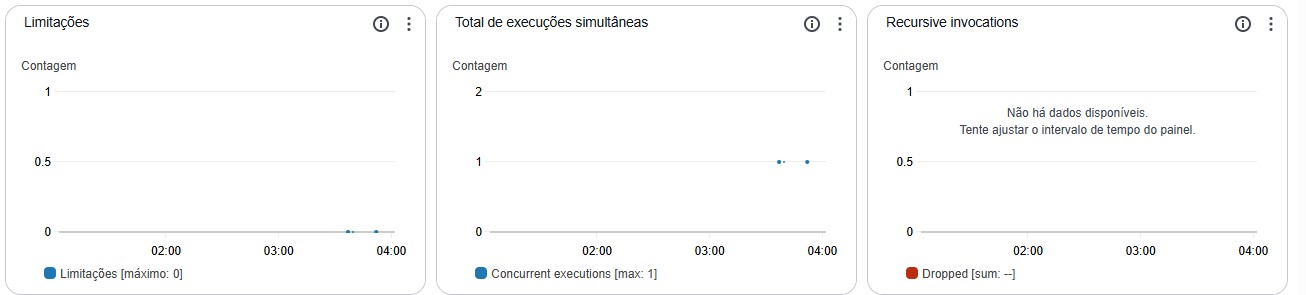 Limitações
Contagem
1
0.5
0
02:00 03:00 04:00
Limitações [máximo: 0]
Total de execuções simultâneas
Contagem
2
1
0
02:00 03:00 04:00
Concurrent executions [max: 1]
Recursive invocations
Contagem
1
Não há dados disponíveis.
Tente ajustar o intervalo de tempo do painel.
0.5
0
02:00 03:00 04:00
Dropped [sum: --]